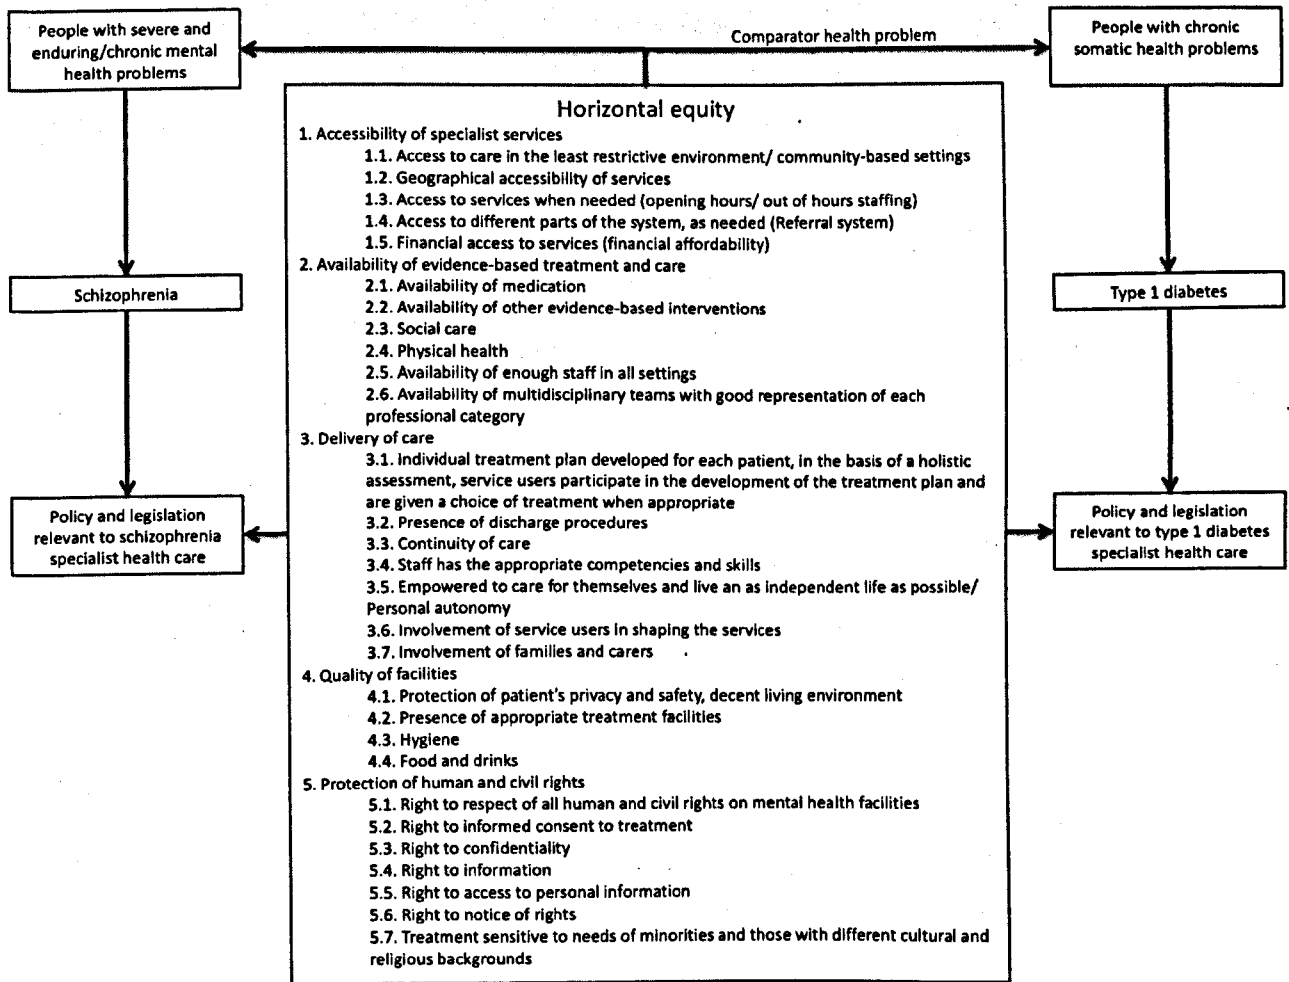 People with severe and
enduring/chronic mental
health problems
Comparator health problem
People with chronic
somatic health problems
Horizontal equity
1. Accessibility of specialist services
1.1. Access to care in the least restrictive environment/ community-based settings
1.2. Geographical accessibility of services
1.3. Access to services when needed (opening hours/ out of hours staffing)
1.4. Access to different parts of the system, as needed (Referral system)
1.5. Financial access to services (financial affordability)
2. Availability of evidence-based treatment and care
2.1. Availability of medication
2.2. Availability of other evidence-based interventions
2.3. Social care
2.4. Physical health
2.5. Availability of enough staff in all settings
2.6. Availability of multidisciplinary teams with good representation of each
professional category
3. Delivery of care
3.1. Individual treatment plan developed for each patient, in the basis of a holistic
assessment, service users participate in the development of the treatment plan and
are given a choice of treatment when appropriate
3.2. Presence of discharge procedures
3.3. Continuity of care
3.4. Staff has the appropriate competencies and skills
3.5. Empowered to care for themselves and live an as independent life as possible/
Personal autonomy
3.6. Involvement of service users in shaping the services
3.7. Involvement of families and carers
4. Quality of facilities
4.1. Protection of patient's privacy and safety, decent living environment
4.2. Presence of appropriate treatment facilities
4.3. Hygiene
4.4. Food and drinks
5. Protection of human and civil rights
5.1. Right to respect of all human and civil rights on mental health facilities
5.2. Right to informed consent to treatment
5.3. Right to confidentiality
5.4. Right to information
5.5. Right to access to personal information
5.6. Right to notice of rights
5.7. Treatment sensitive to needs of minorities and those with different cultural and
religious backgrounds
Schizophrenia
Type 1 diabetes
Policy and legislation
relevant to schizophrenia
specialist health care
Policy and legislation
relevant to type 1 diabetes
specialist health care